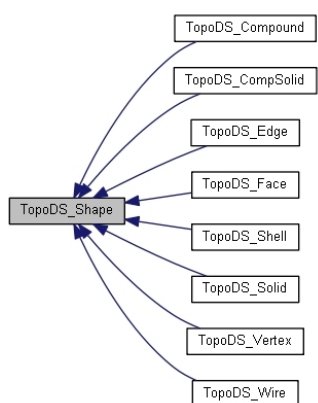 TopoDS_Compound
TopoDS_CompSolid
TopoDS_Edge
TopoDS_Face
TopoDS_Shape
TopoDS_Shell
TopoDS_Solid
TopoDS_Vertex
TopoDS_Wire